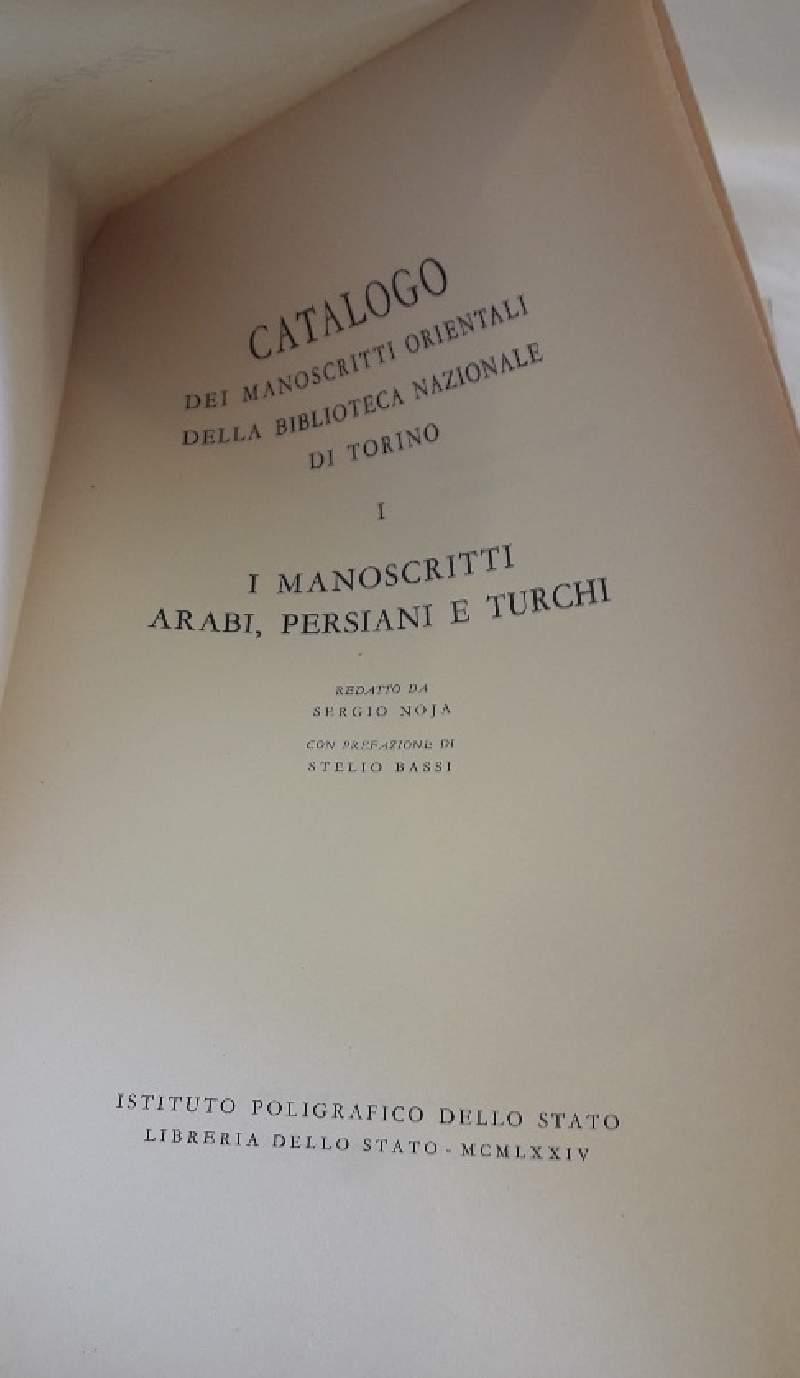 CATALOGO
DEI MANOSCRITTI ORIENTALI
DELLA BIBLIOTECA NAZIONALE
DI TORINO
I
I MANOSCRITTI
ARABI, PERSIANI E TURCHI
REDATTO DA
SERGIO NOJA
CON PREFAZIONE DI
STELIO BASSI
ISTITUTO POLIGRAFICO DELLO STATO
LIBRERIA DELLO STATO - MCMLXXIV